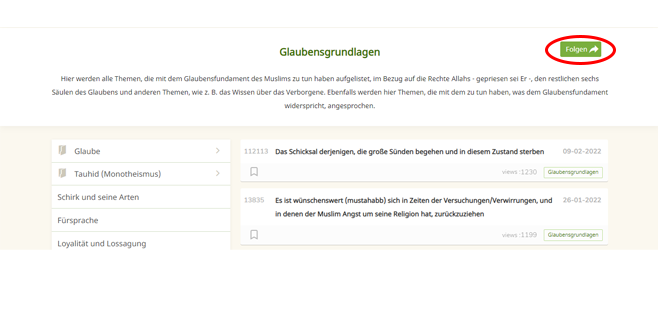 Glaubensgrundlagen
Folgen
Hier werden alle Themen, die mit dem Glaubensfundament des Muslims zu tun haben aufgelistet, im Bezug auf die Rechte Allahs - gepriesen sei Er -, den restlichen sechs
Säulen des Glaubens und anderen Themen, wie z. B. das Wissen über das Verborgene. Ebenfalls werden hier Themen, die mit dem zu tun haben, was dem Glaubensfundament
widerspricht, angesprochen.
Glaube
Tauhid (Monotheismus)
Schirk und seine Arten
Fürsprache
Loyalität und Lossagung
112113 Das Schicksal derjenigen, die große Sünden begehen und in diesem Zustand sterben 09-02-2022
views :1230 Glaubensgrundlagen
13835 Es ist wünschenswert (mustahabb) sich in Zeiten der Versuchungen/Verwirrungen, und 26-01-2022
in denen der Muslim Angst um seine Religion hat, zurückzuziehen
views :1199 Glaubensgrundlagen